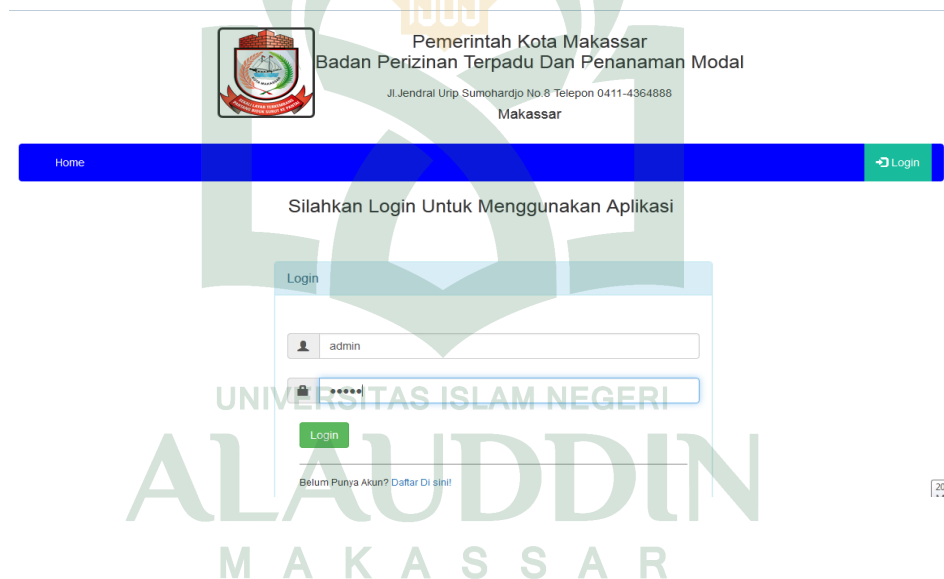 Pemerintah Kota Makassar
Badan Perizinan Terpadu Dan Penanaman Modal
Jl.Jendral Urip Sumohardjo No.8 Telepon 0411-4364888
Makassar
Home
Login
Silahkan Login Untuk Menggunakan Aplikasi
Login
admin
•••••
UNIVERSITAS ISLAM NEGERI
Login
ALAUDDIN
Belum Punya Akun? Daftar Di sini!
20
MAKASSAR